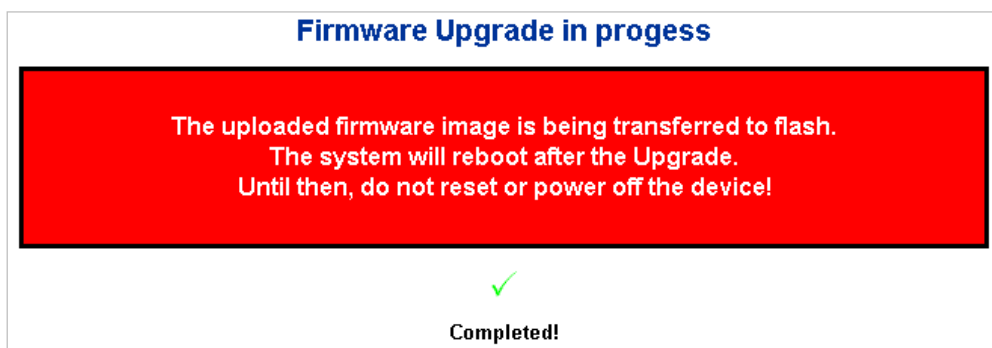 Firmware Upgrade in progess
The uploaded firmware image is being transferred to flash.
The system will reboot after the Upgrade.
Until then, do not reset or power off the device!
Completed!